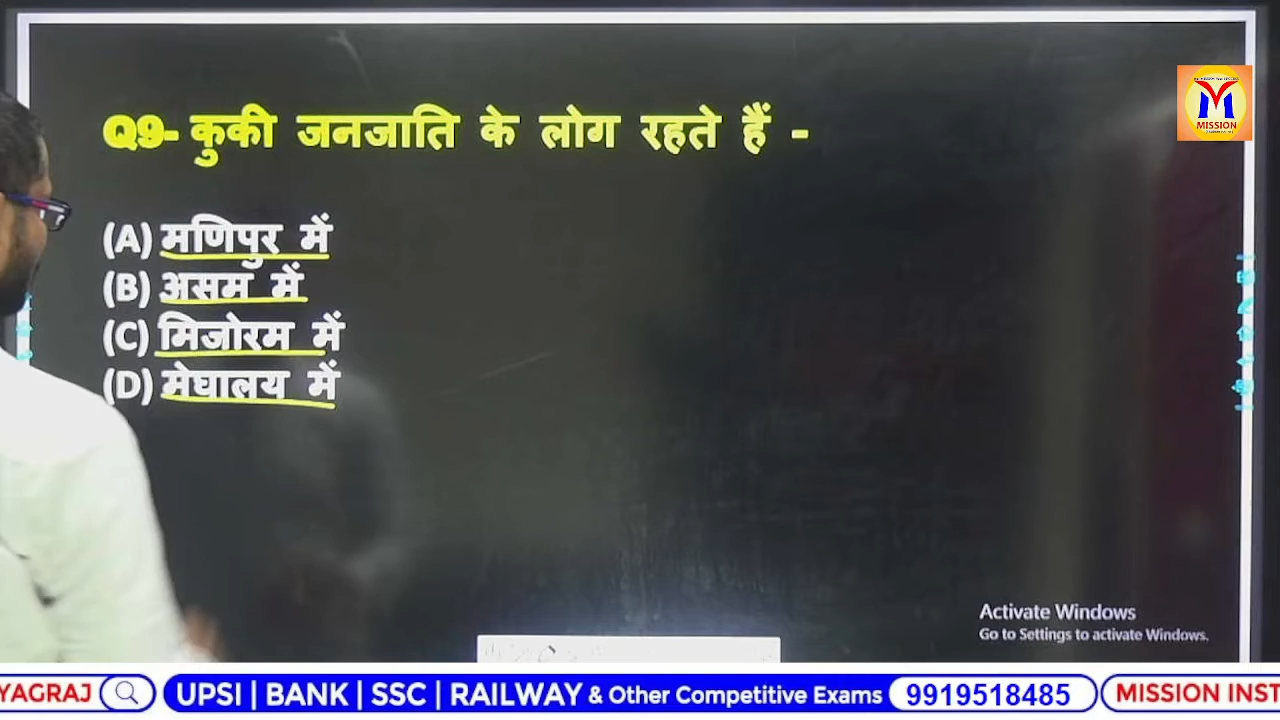 Q9- कुकी जनजाति के लोग रहते हैं -
(A) मणिपुर में
(B) असम में
(C) मिजोरम में
(D) मेघालय में
MISSION
Activate Windows
Go to Settings to activate Windows.
YAGRAJ
UPSI | BANK | SSC | RAILWAY & Other Competitive Exams
9919518485
MISSION INST